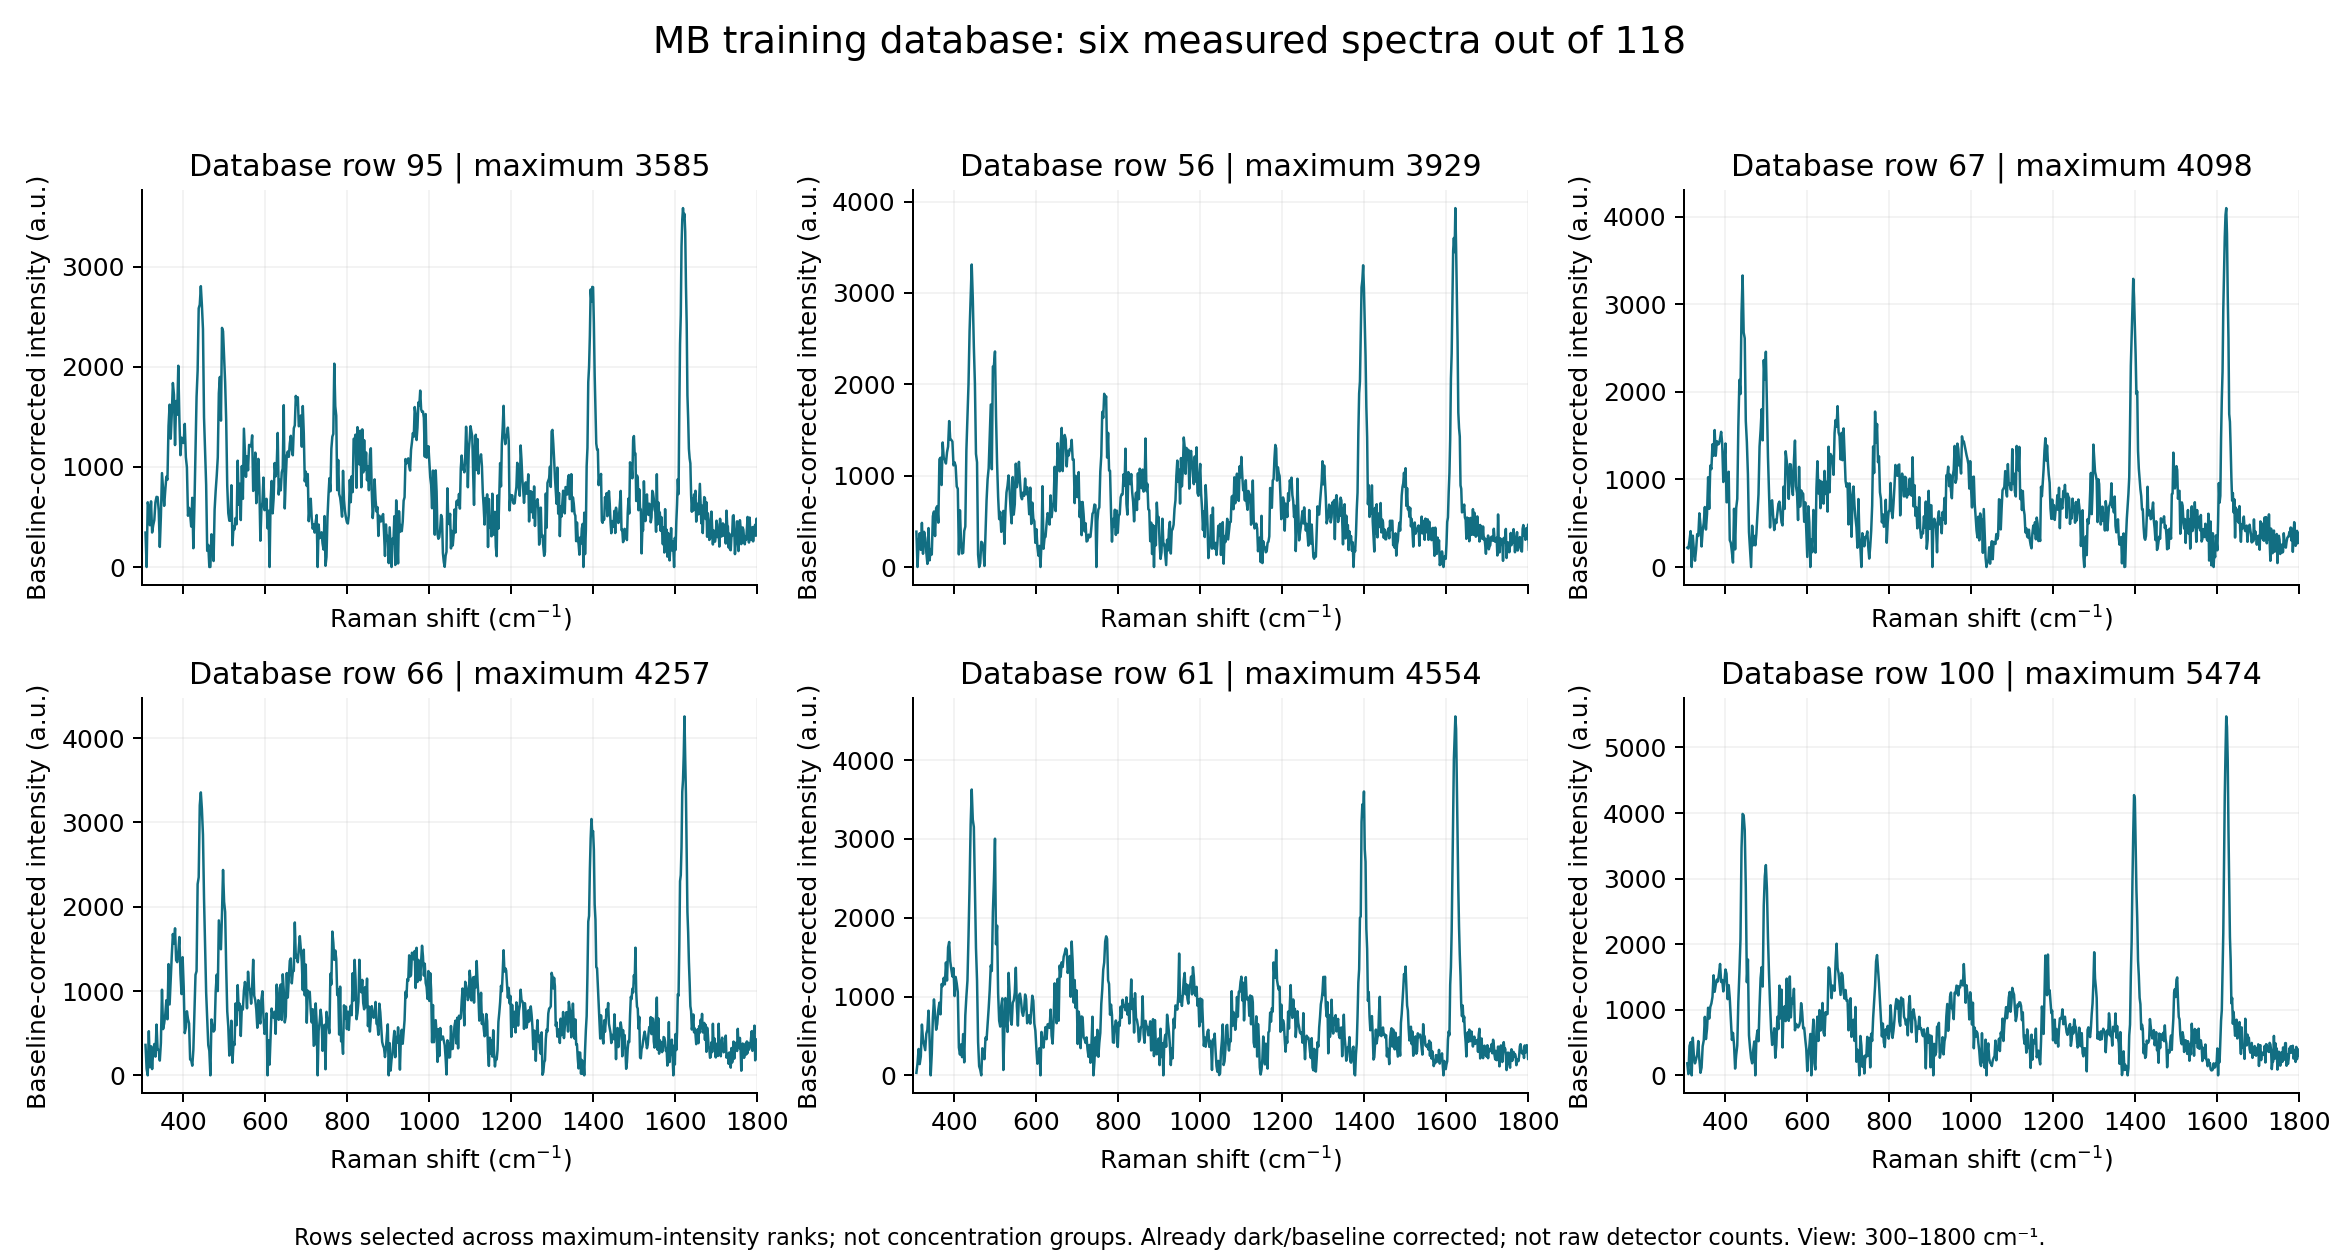 MB training database: six measured spectra out of 118
Database row 95 | maximum 3585
Baseline-corrected intensity (a.u.)
3000
2000
1000
0
Raman shift (cm⁻¹)
Database row 56 | maximum 3929
Baseline-corrected intensity (a.u.)
4000
3000
2000
1000
0
Raman shift (cm⁻¹)
Database row 67 | maximum 4098
Baseline-corrected intensity (a.u.)
4000
3000
2000
1000
0
Raman shift (cm⁻¹)
Database row 66 | maximum 4257
Baseline-corrected intensity (a.u.)
4000
3000
2000
1000
0
400 600 800 1000 1200 1400 1600 1800
Raman shift (cm⁻¹)
Database row 61 | maximum 4554
Baseline-corrected intensity (a.u.)
4000
3000
2000
1000
0
400 600 800 1000 1200 1400 1600 1800
Raman shift (cm⁻¹)
Database row 100 | maximum 5474
Baseline-corrected intensity (a.u.)
5000
4000
3000
2000
1000
0
400 600 800 1000 1200 1400 1600 1800
Raman shift (cm⁻¹)
Rows selected across maximum-intensity ranks; not concentration groups. Already dark/baseline corrected; not raw detector counts. View: 300–1800 cm⁻¹.